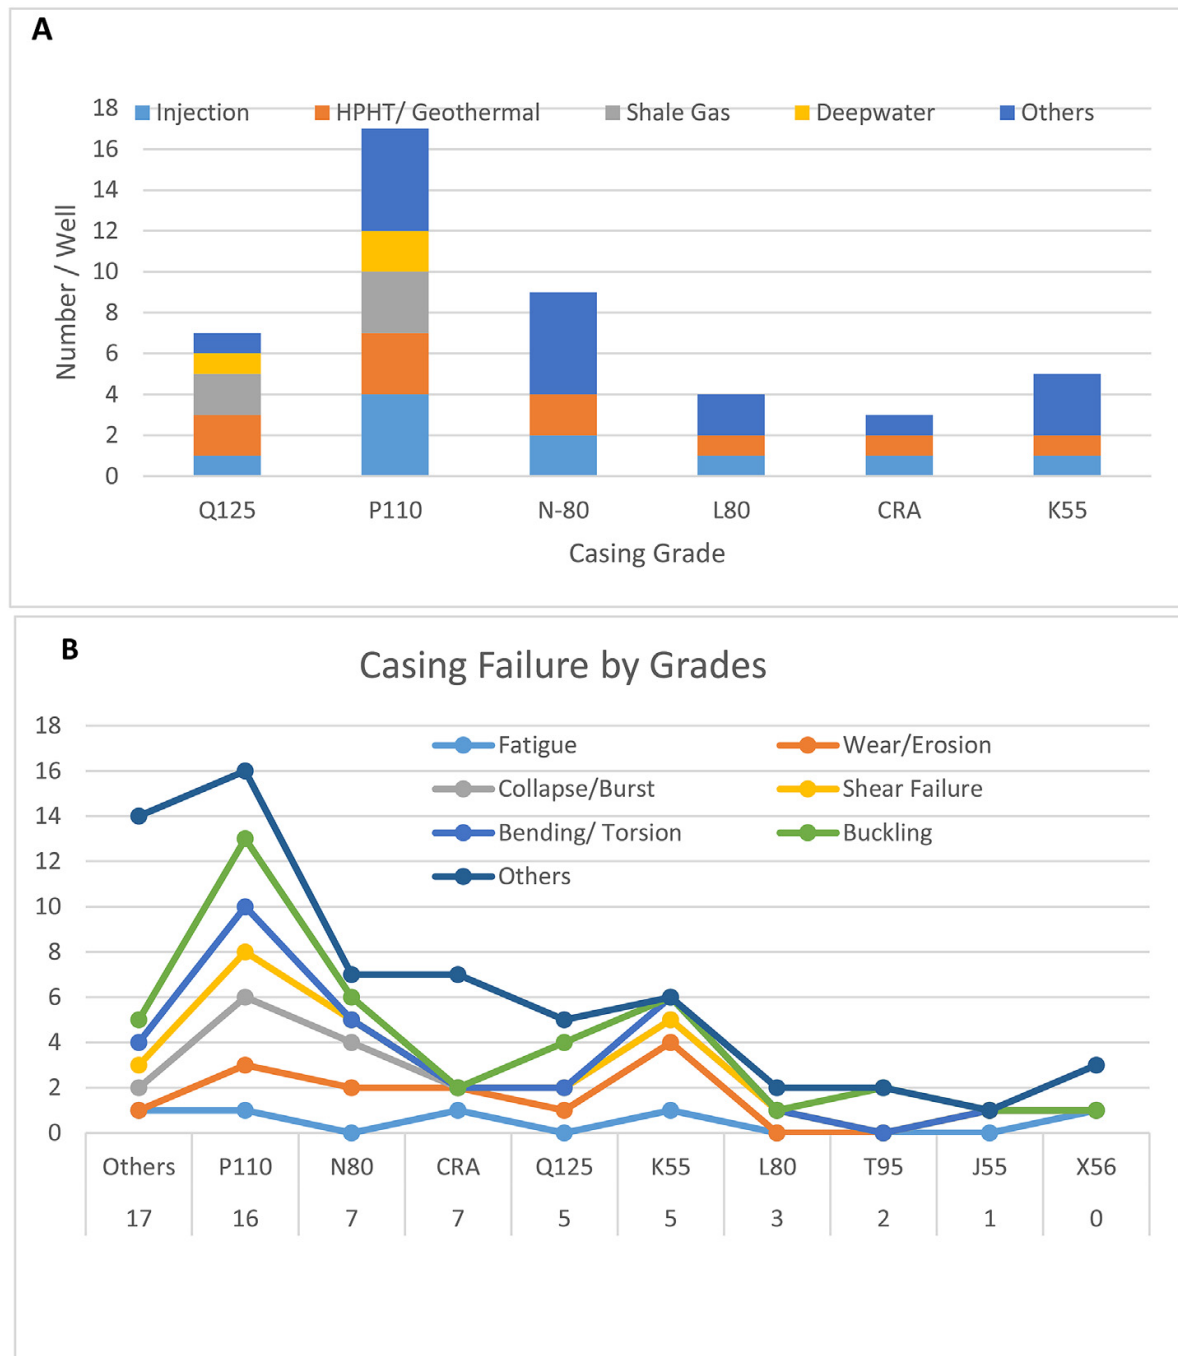 A
18 Injection HPHT/ Geothermal Shale Gas Deepwater Others
16
14
12
10
8
6
4
2
0
Number / Well
Q125 P110 N-80 L80 CRA K55
Casing Grade
B
Casing Failure by Grades
18
Fatigue Wear/Erosion
16
Collapse/Burst Shear Failure
14
Bending/ Torsion Buckling
12
Others
10
8
6
4
2
0
Others P110 N80 CRA Q125 K55 L80 T95 J55 X56
17 16 7 7 5 5 3 2 1 0